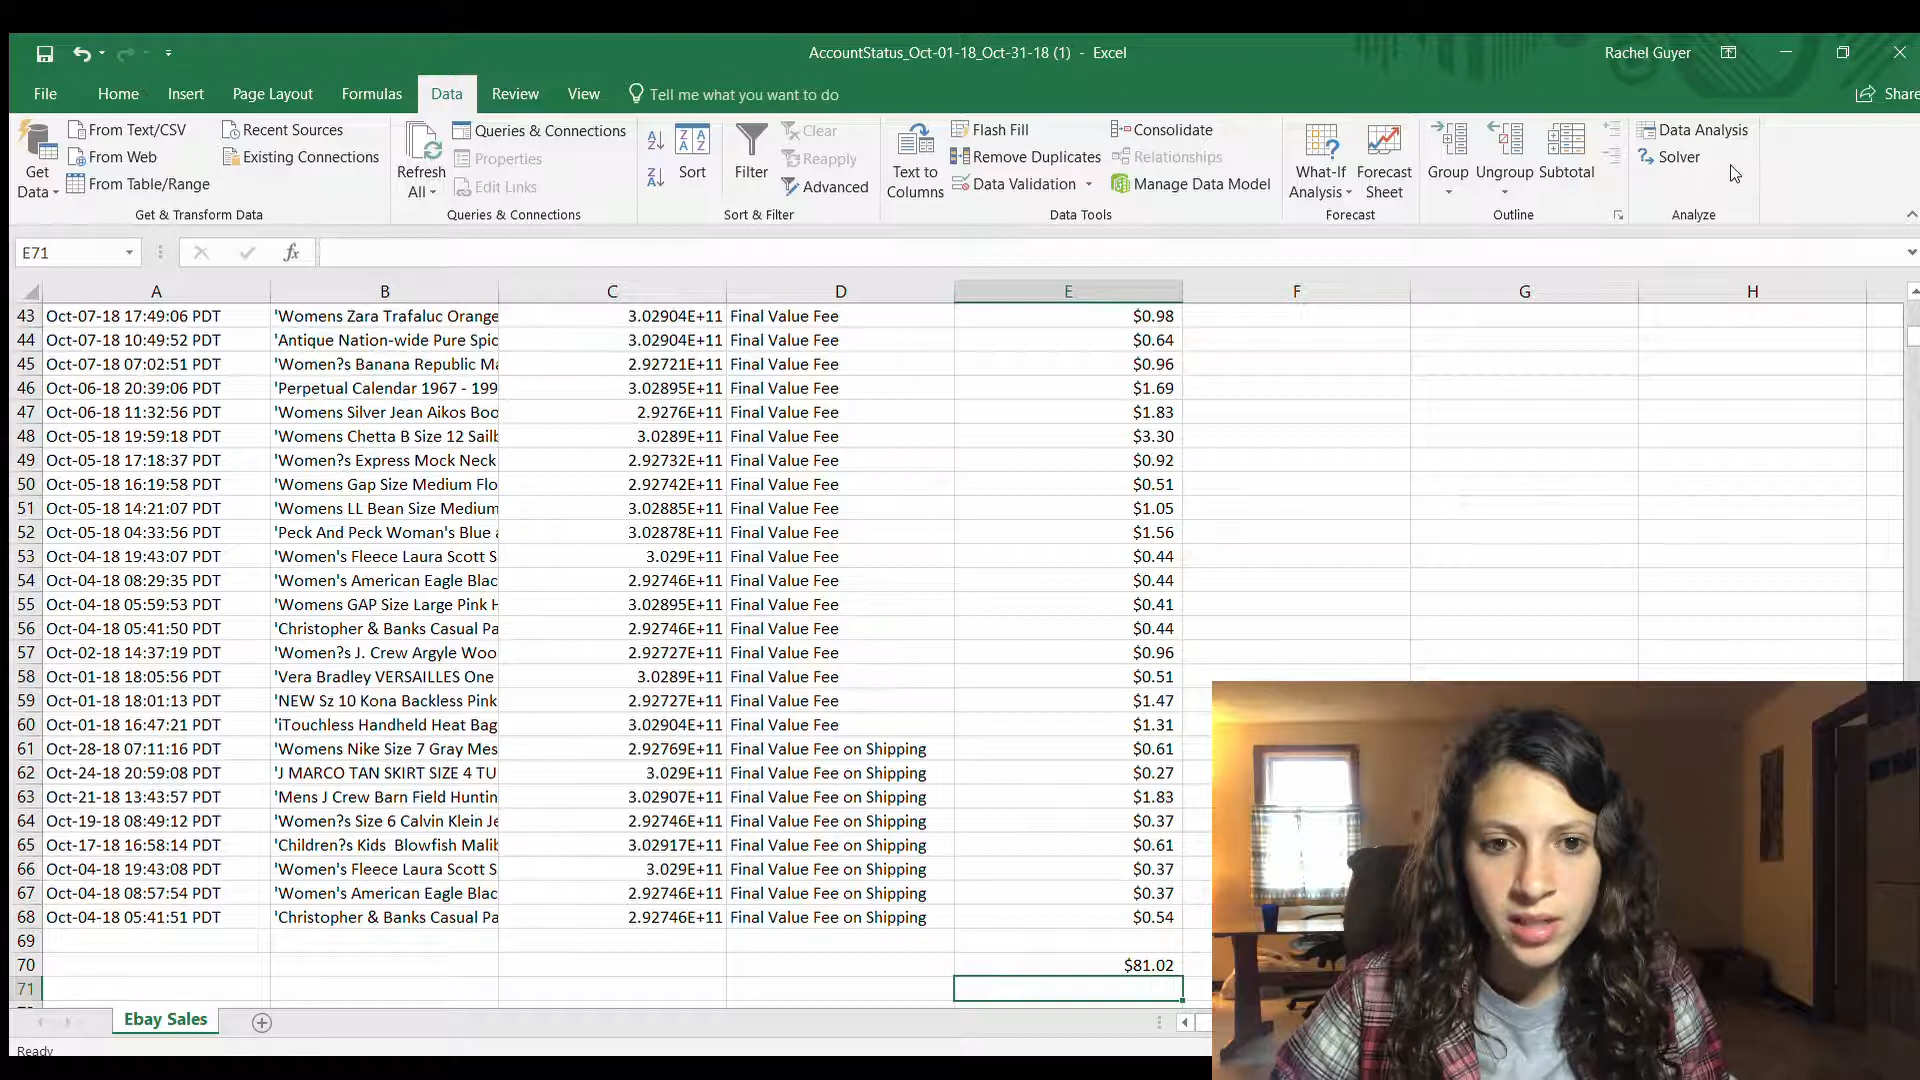 AccountStatus_Oct-01-18_Oct-31-18 (1) - Excel
Rachel Guyer
File Home Insert Page Layout Formulas Data Review View Tell me what you want to do Share
Get Data
From Text/CSV
From Web
From Table/Range
Recent Sources
Existing Connections
Get & Transform Data
Refresh All
Queries & Connections
Properties
Edit Links
Queries & Connections
Sort
Filter
Clear
Reapply
Advanced
Sort & Filter
Text to Columns
Flash Fill
Remove Duplicates
Data Validation
Consolidate
Relationships
Manage Data Model
Data Tools
What-If Analysis
Forecast Sheet
Forecast
Group
Ungroup
Subtotal
Outline
Data Analysis
Solver
Analyze
E71 fx
A B C D E F G H
43 Oct-07-18 17:49:06 PDT 'Womens Zara Trafaluc Orange 3.02904E+11 Final Value Fee $0.98
44 Oct-07-18 10:49:52 PDT 'Antique Nation-wide Pure Spic 3.02904E+11 Final Value Fee $0.64
45 Oct-07-18 07:02:51 PDT 'Women?s Banana Republic Ma 2.92721E+11 Final Value Fee $0.96
46 Oct-06-18 20:39:06 PDT 'Perpetual Calendar 1967 - 199 3.02895E+11 Final Value Fee $1.69
47 Oct-06-18 11:32:56 PDT 'Womens Silver Jean Aikos Boo 2.9276E+11 Final Value Fee $1.83
48 Oct-05-18 19:59:18 PDT 'Womens Chetta B Size 12 Sailb 3.0289E+11 Final Value Fee $3.30
49 Oct-05-18 17:18:37 PDT 'Women?s Express Mock Neck 2.92732E+11 Final Value Fee $0.92
50 Oct-05-18 16:19:58 PDT 'Womens Gap Size Medium Flo 2.92742E+11 Final Value Fee $0.51
51 Oct-05-18 14:21:07 PDT 'Womens LL Bean Size Medium 3.02885E+11 Final Value Fee $1.05
52 Oct-05-18 04:33:56 PDT 'Peck And Peck Woman's Blue a 3.02878E+11 Final Value Fee $1.56
53 Oct-04-18 19:43:07 PDT 'Women's Fleece Laura Scott S 3.029E+11 Final Value Fee $0.44
54 Oct-04-18 08:29:35 PDT 'Women's American Eagle Blac 2.92746E+11 Final Value Fee $0.44
55 Oct-04-18 05:59:53 PDT 'Womens GAP Size Large Pink H 3.02895E+11 Final Value Fee $0.41
56 Oct-04-18 05:41:50 PDT 'Christopher & Banks Casual Pa 2.92746E+11 Final Value Fee $0.44
57 Oct-02-18 14:37:19 PDT 'Women?s J. Crew Argyle Woo 2.92727E+11 Final Value Fee $0.96
58 Oct-01-18 18:05:56 PDT 'Vera Bradley VERSAILLES One 3.0289E+11 Final Value Fee $0.51
59 Oct-01-18 18:01:13 PDT 'NEW Sz 10 Kona Backless Pink 2.92727E+11 Final Value Fee $1.47
60 Oct-01-18 16:47:21 PDT 'iTouchless Handheld Heat Bag 3.02904E+11 Final Value Fee $1.31
61 Oct-28-18 07:11:16 PDT 'Womens Nike Size 7 Gray Mes 2.92769E+11 Final Value Fee on Shipping $0.61
62 Oct-24-18 20:59:08 PDT 'J MARCO TAN SKIRT SIZE 4 TU 3.029E+11 Final Value Fee on Shipping $0.27
63 Oct-21-18 13:43:57 PDT 'Mens J Crew Barn Field Huntin 3.02907E+11 Final Value Fee on Shipping $1.83
64 Oct-19-18 08:49:12 PDT 'Women?s Size 6 Calvin Klein Je 2.92746E+11 Final Value Fee on Shipping $0.37
65 Oct-17-18 16:58:14 PDT 'Children?s Kids  Blowfish Malib 3.02917E+11 Final Value Fee on Shipping $0.61
66 Oct-04-18 19:43:08 PDT 'Women's Fleece Laura Scott S 3.029E+11 Final Value Fee on Shipping $0.37
67 Oct-04-18 08:57:54 PDT 'Women's American Eagle Blac 2.92746E+11 Final Value Fee on Shipping $0.37
68 Oct-04-18 05:41:51 PDT 'Christopher & Banks Casual Pa 2.92746E+11 Final Value Fee on Shipping $0.54
69
70 $81.02
71
Ebay Sales
Ready